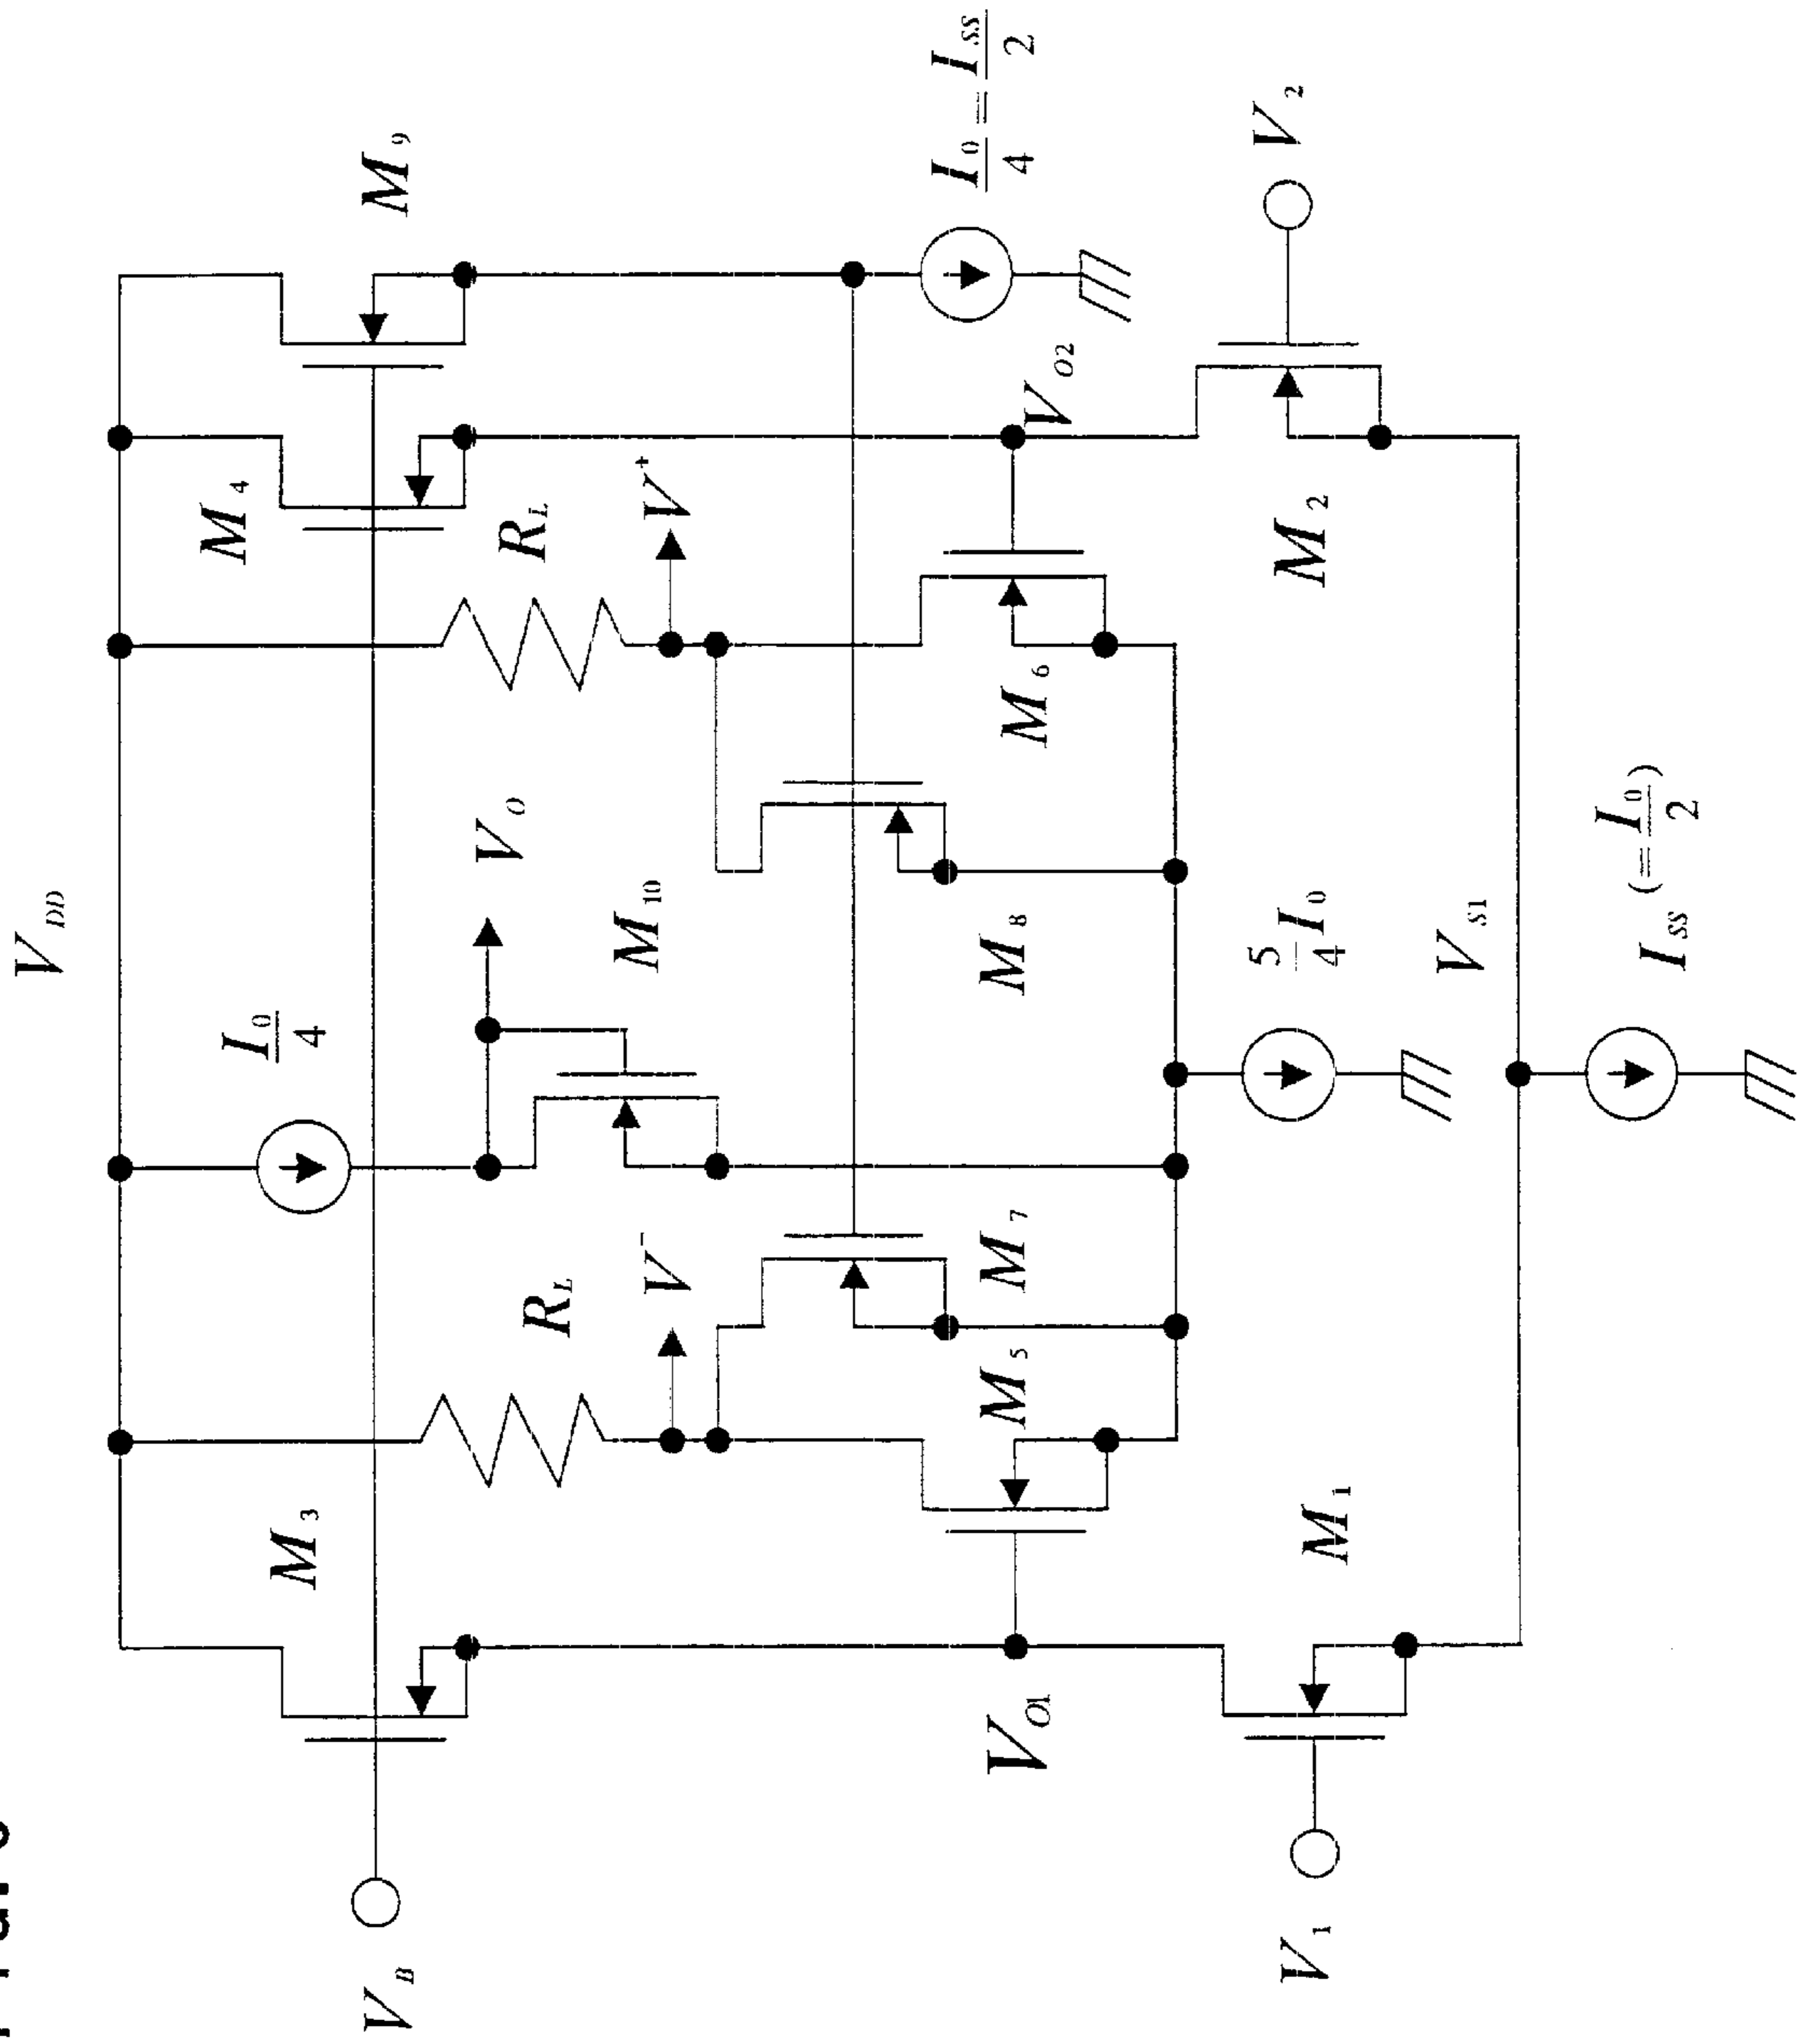 V_DD
I_0/4
M_3
M_4
M_9
R_L
R_L
V_O
V^-
V^+
M_10
V_B
I_0/4 = I_SS/2
M_5
M_7
M_8
M_6
V_O1
V_O2
5/4 I_0
M_1
M_2
V_1
V_2
V_S1
I_SS (= I_0/2)